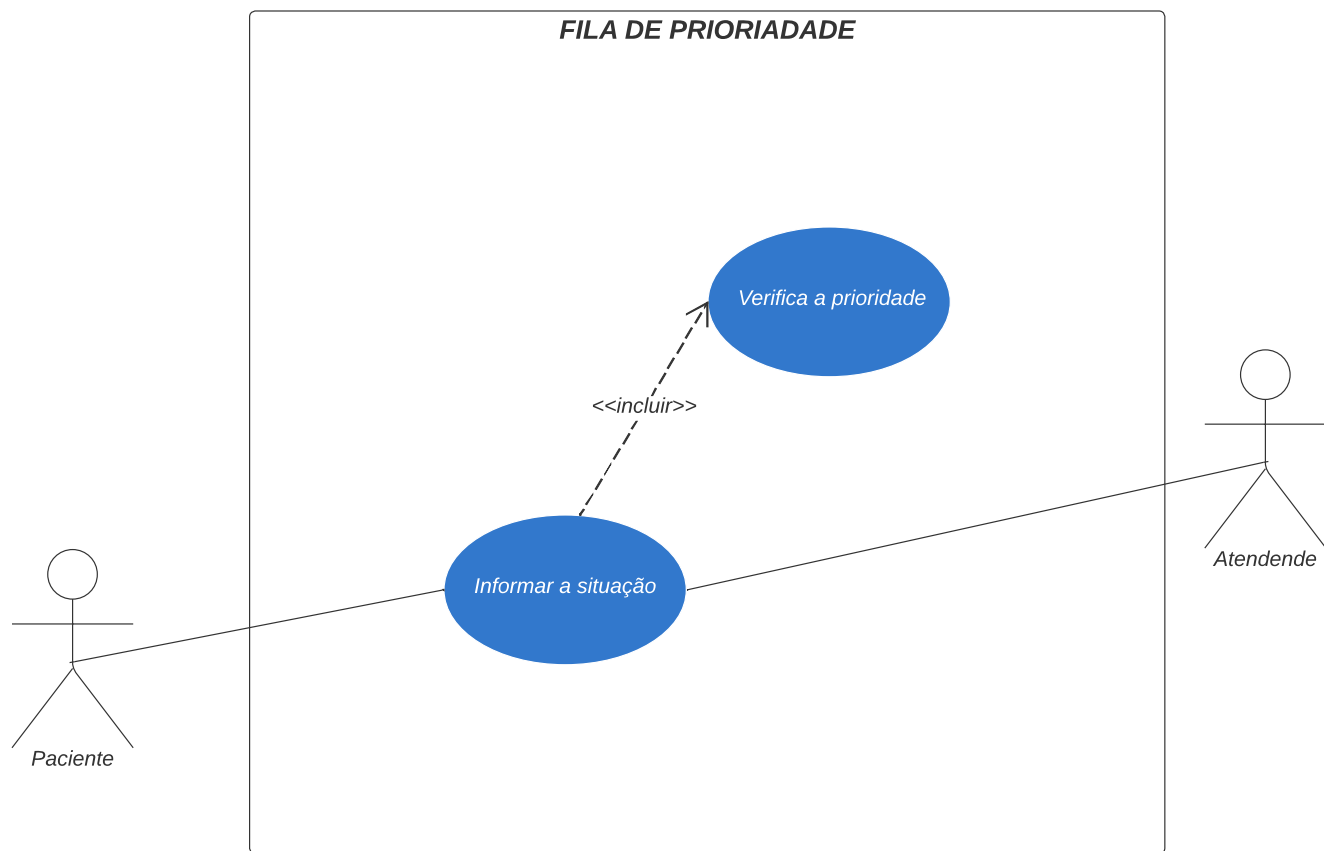 FILA DE PRIORIADADE
Verifica a prioridade
<<incluir>>
Informar a situação
Atendende
Paciente